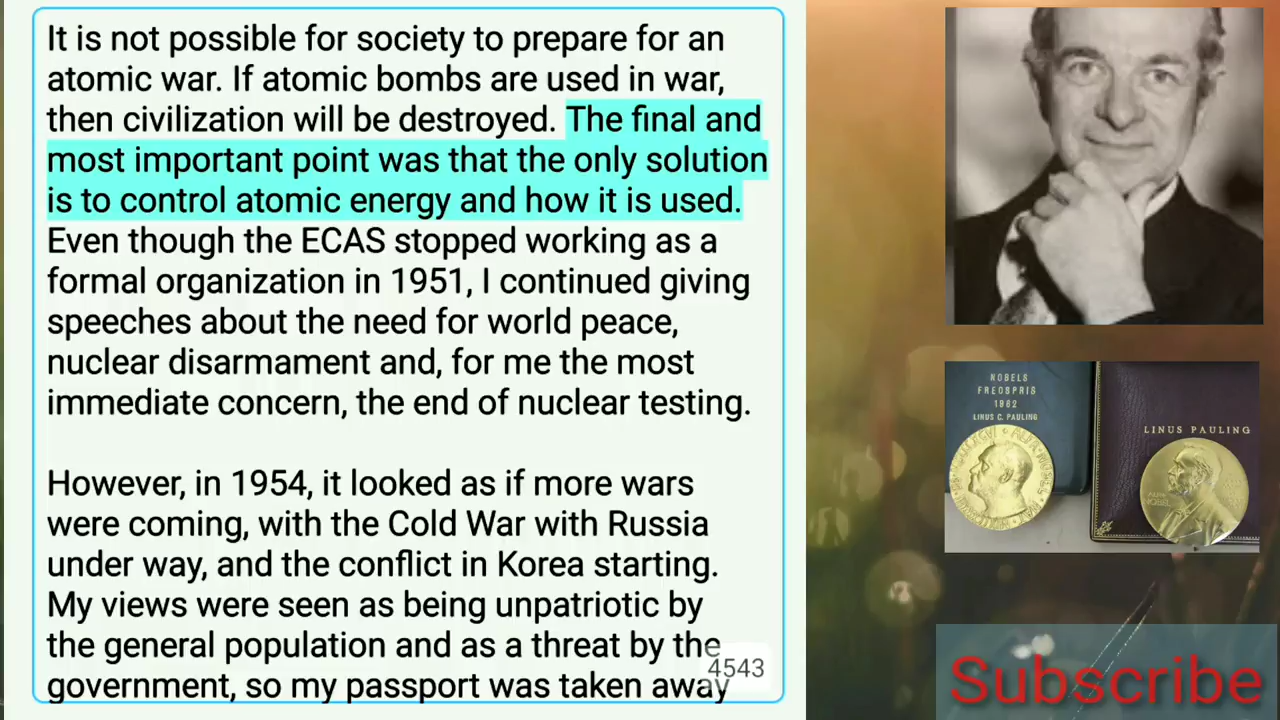 It is not possible for society to prepare for an
atomic war. If atomic bombs are used in war,
then civilization will be destroyed. The final and
most important point was that the only solution
is to control atomic energy and how it is used.
Even though the ECAS stopped working as a
formal organization in 1951, I continued giving
speeches about the need for world peace,
nuclear disarmament and, for me the most
immediate concern, the end of nuclear testing.
However, in 1954, it looked as if more wars
were coming, with the Cold War with Russia
under way, and the conflict in Korea starting.
My views were seen as being unpatriotic by
the general population and as a threat by the
government, so my passport was taken away
4543
NOBELS
FREDSPRIS
1962
LINUS C. PAULING
LINUS PAULING
Subscribe